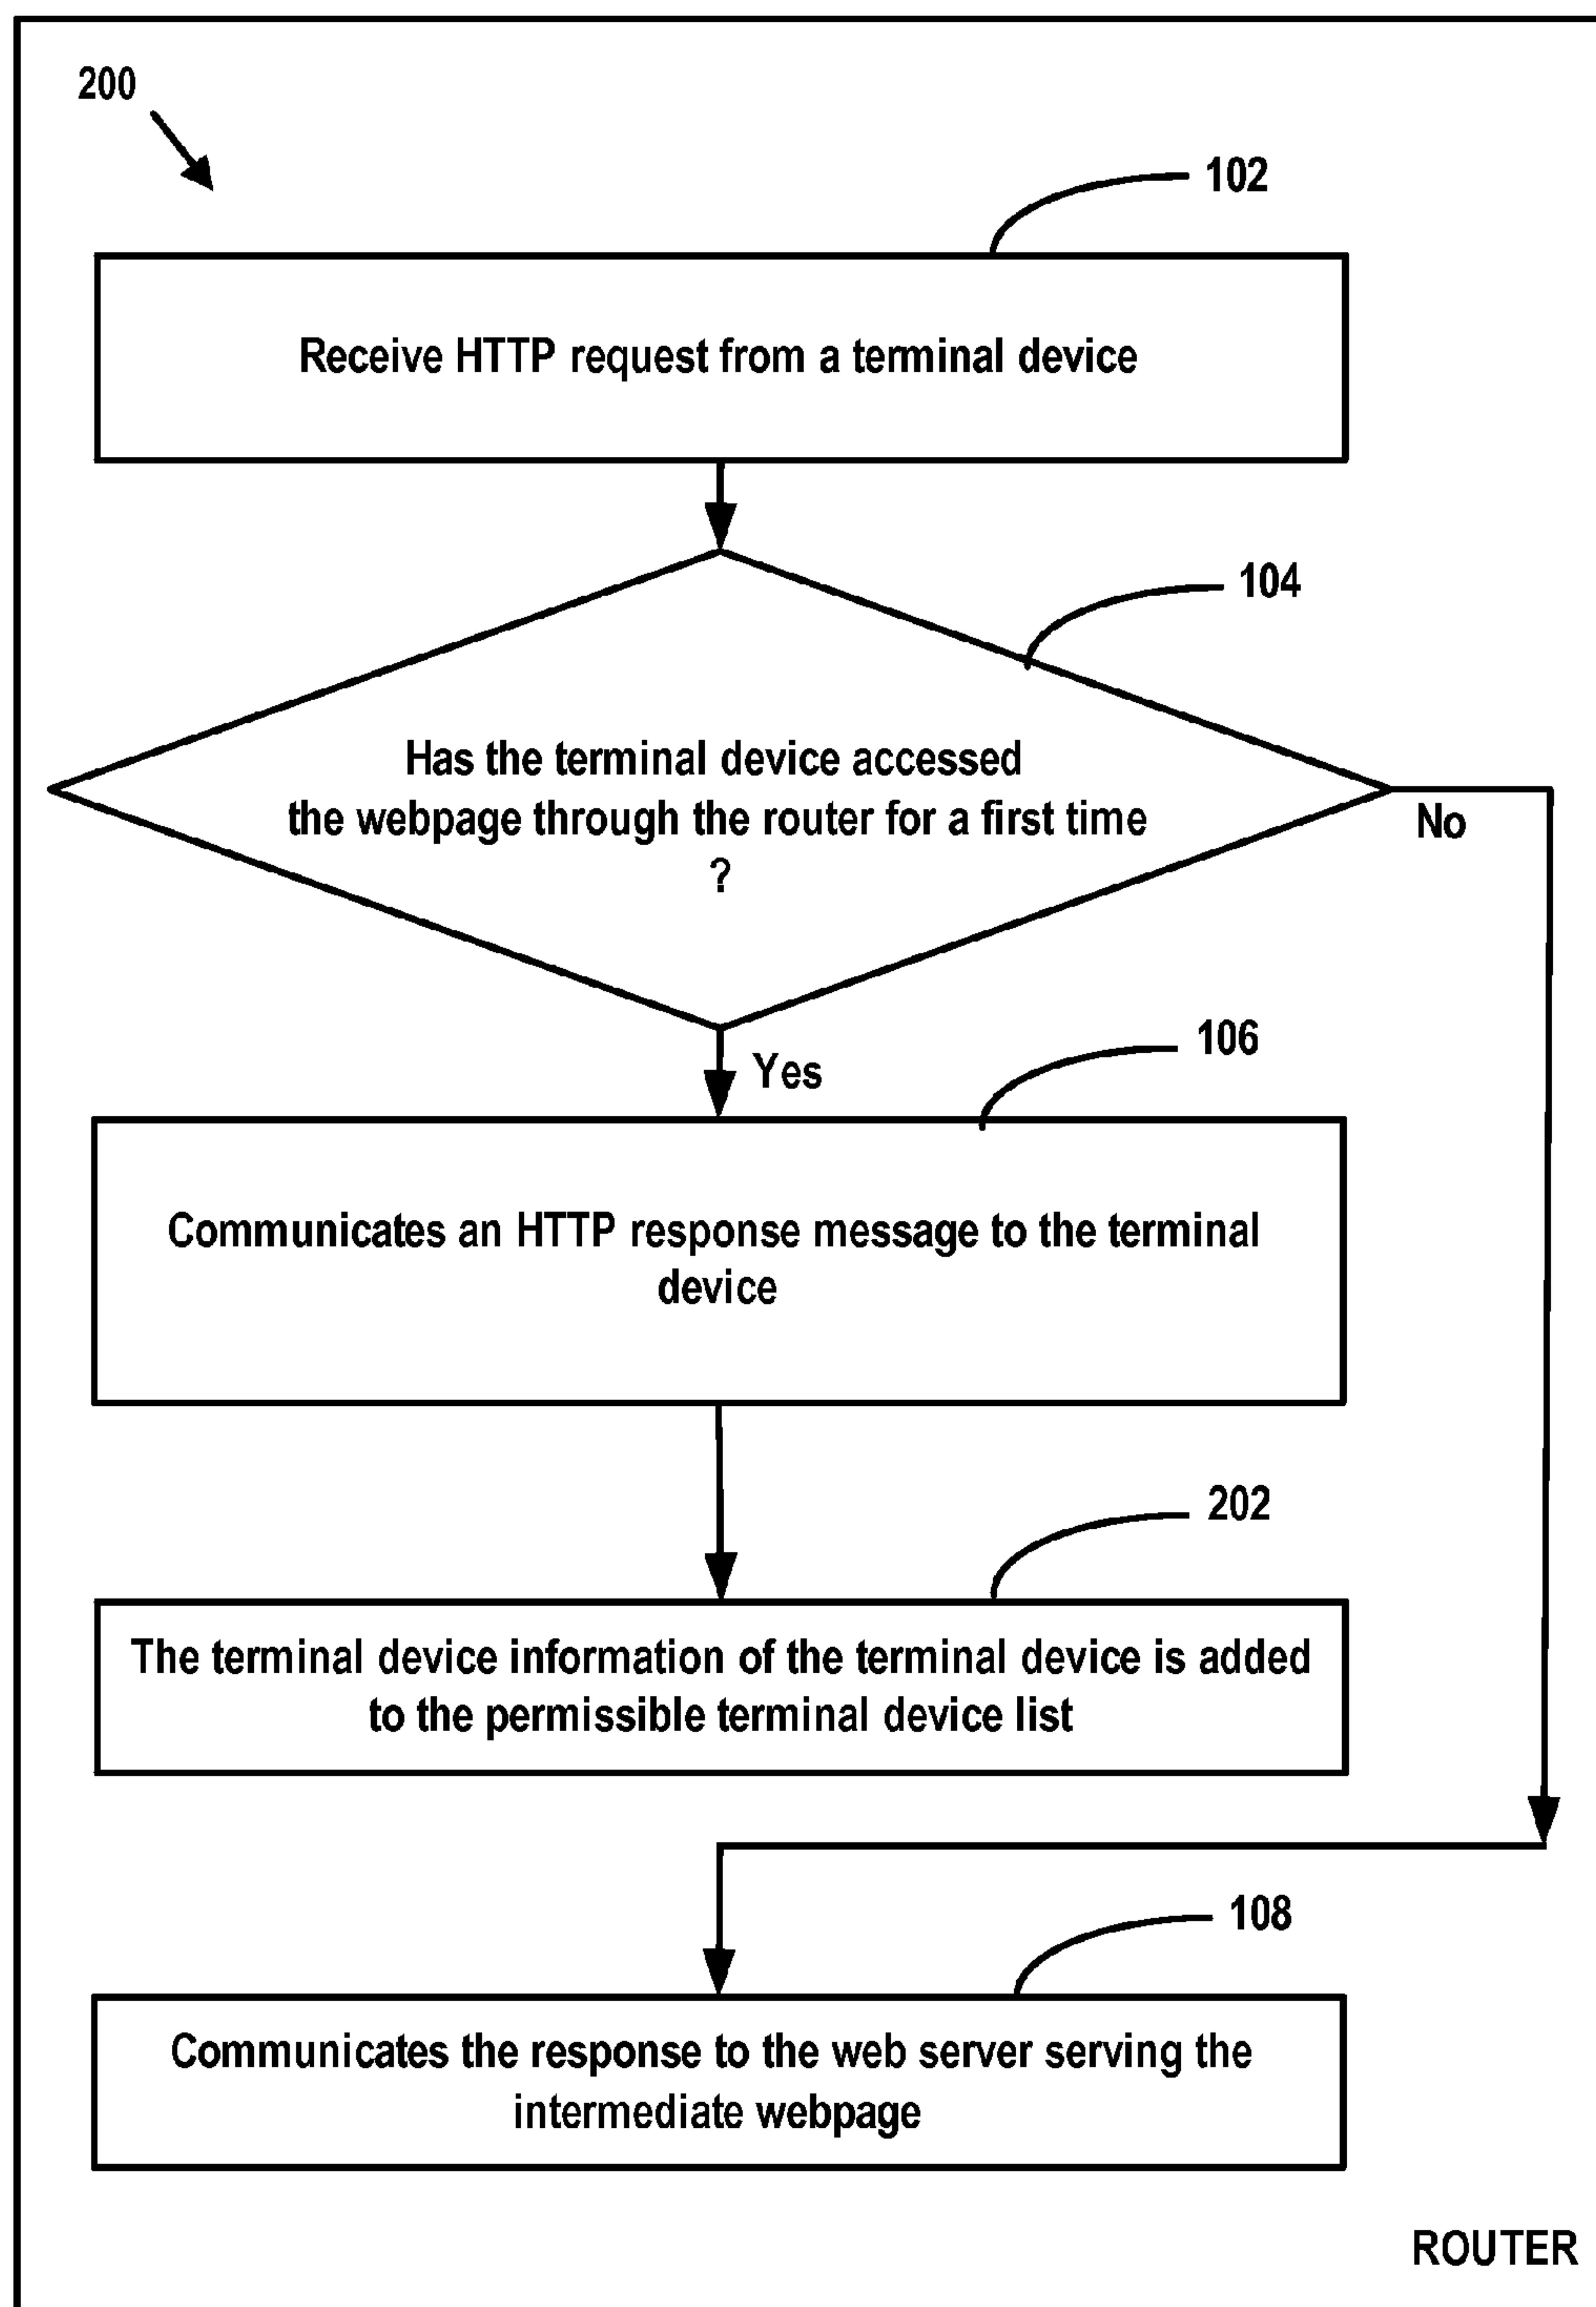 200
102
Receive HTTP request from a terminal device
104
Has the terminal device accessed
the webpage through the router for a first time
?
No
Yes
106
Communicates an HTTP response message to the terminal
device
202
The terminal device information of the terminal device is added
to the permissible terminal device list
108
Communicates the response to the web server serving the
intermediate webpage
ROUTER